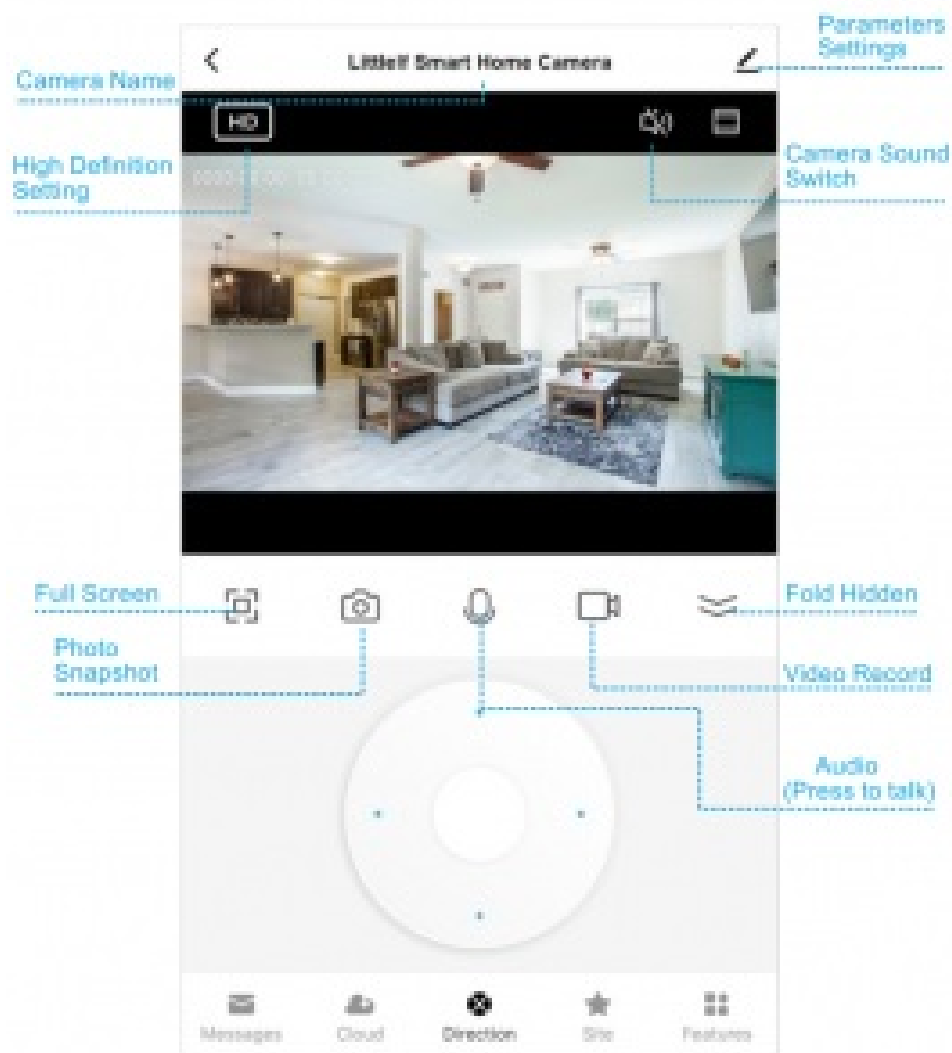 Parameters
Settings
Littlelf Smart Home Camera
Camera Name
HD
High Definition
Setting
Camera Sound
Switch
Full Screen
Fold Hidden
Photo
Snapshot
Video Record
Audio
(Press to talk)
Messages
Cloud
Direction
Site
Features